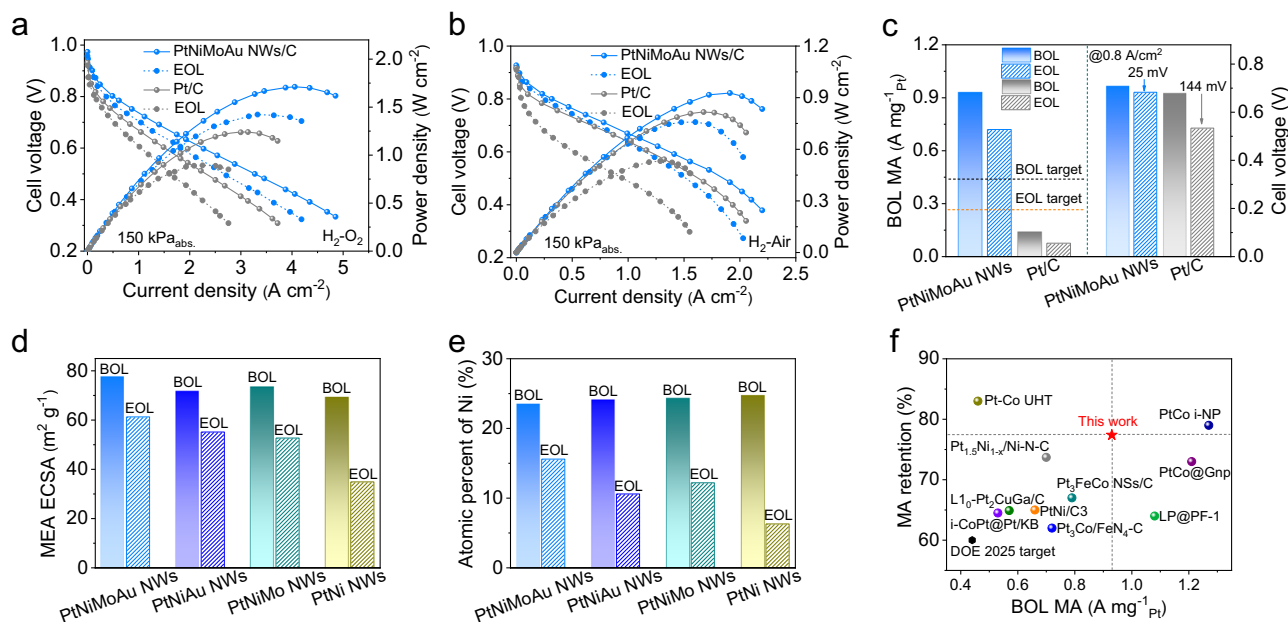 a
PtNiMoAu NWs/C
EOL
Pt/C
EOL
1.0
0.8
0.6
0.4
0.2
Cell voltage (V)
2.0
1.5
1.0
0.5
0.0
Power density (W cm-2)
150 kPaabs.
H2-O2
0 1 2 3 4 5
Current density (A cm-2)
b
PtNiMoAu NWs/C
EOL
Pt/C
EOL
1.0
0.8
0.6
0.4
0.2
Cell voltage (V)
1.2
0.9
0.6
0.3
0.0
Power density (W cm-2)
150 kPaabs.
H2-Air
0.0 0.5 1.0 1.5 2.0
Current density (A cm-2)
c
BOL
EOL
BOL
EOL
@0.8 A/cm2
25 mV
144 mV
BOL target
EOL target
1.2
0.9
0.6
0.3
0.0
BOL MA (A mg-1Pt)
0.8
0.6
0.4
0.2
0.0
Cell voltage (V)
PtNiMoAu NWs
Pt/C
PtNiMoAu NWs
Pt/C
d
BOL
EOL
BOL
EOL
BOL
EOL
BOL
EOL
80
60
40
20
0
MEA ECSA (m2 g-1)
PtNiMoAu NWs
PtNiAu NWs
PtNiMo NWs
PtNi NWs
e
BOL
EOL
BOL
EOL
BOL
EOL
BOL
EOL
30
20
10
0
Atomic percent of Ni (%)
PtNiMoAu NWs
PtNiAu NWs
PtNiMo NWs
PtNi NWs
f
90
80
70
60
MA retention (%)
Pt-Co UHT
This work
PtCo i-NP
Pt1.5Ni1-x/Ni-N-C
PtCo@Gnp
Pt3FeCo NSs/C
L10-Pt2CuGa/C
PtNi/C3
LP@PF-1
i-CoPt@Pt/KB
Pt3Co/FeN4-C
DOE 2025 target
0.4 0.6 0.8 1.0 1.2
BOL MA (A mg-1Pt)